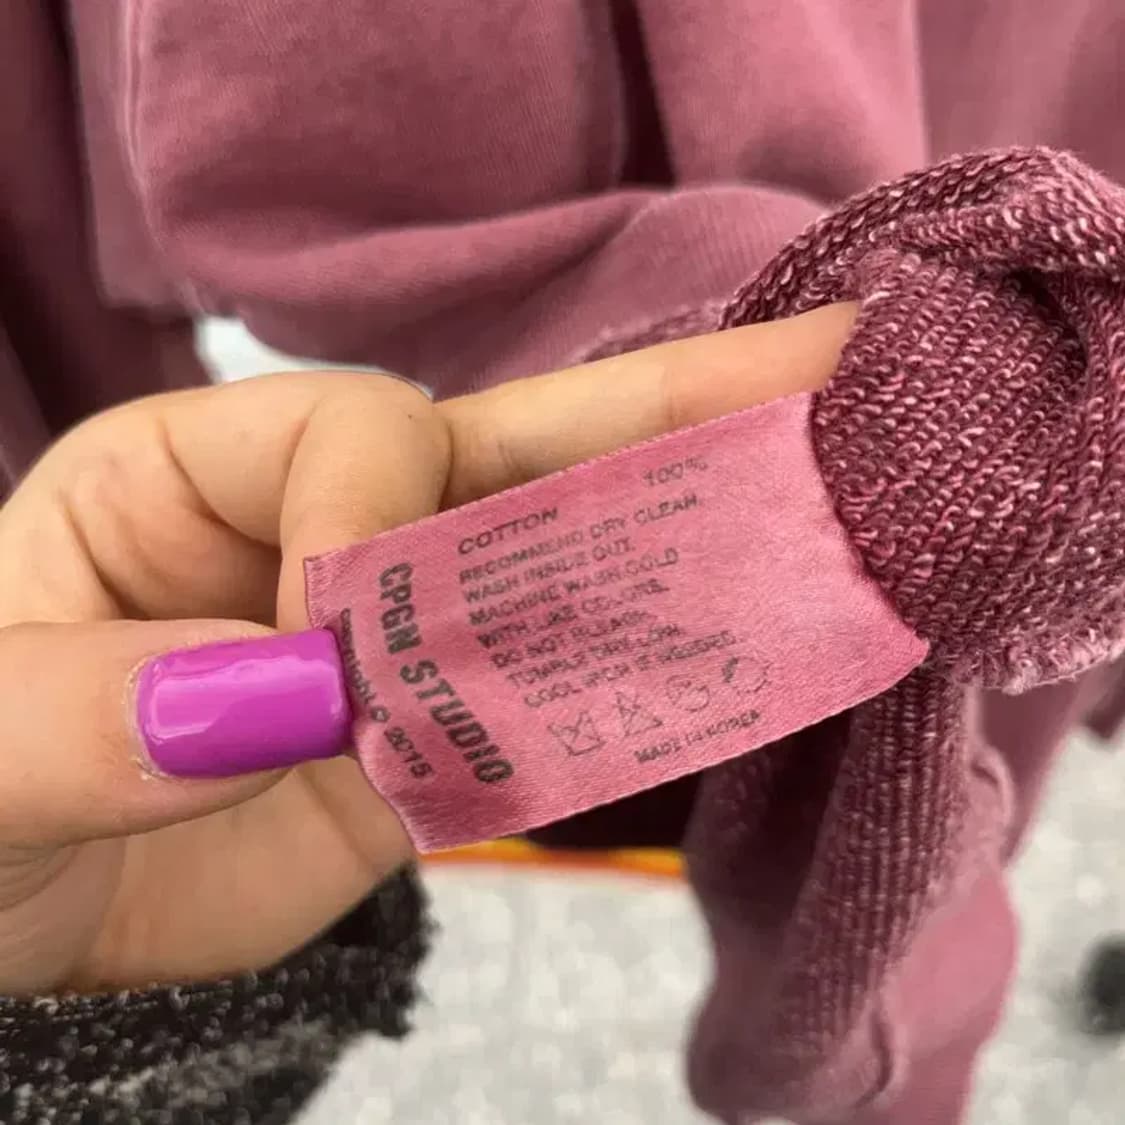 CPGN STUDIO
2015
COTTON 100%
RECOMMEND DRY CLEAN.
WASH INSIDE OUT.
MACHINE WASH COLD
WITH LIKE COLORS.
DO NOT BLEACH.
TUMBLE DRY LOW.
COOL IRON IF NEEDED.
MADE IN KOREA